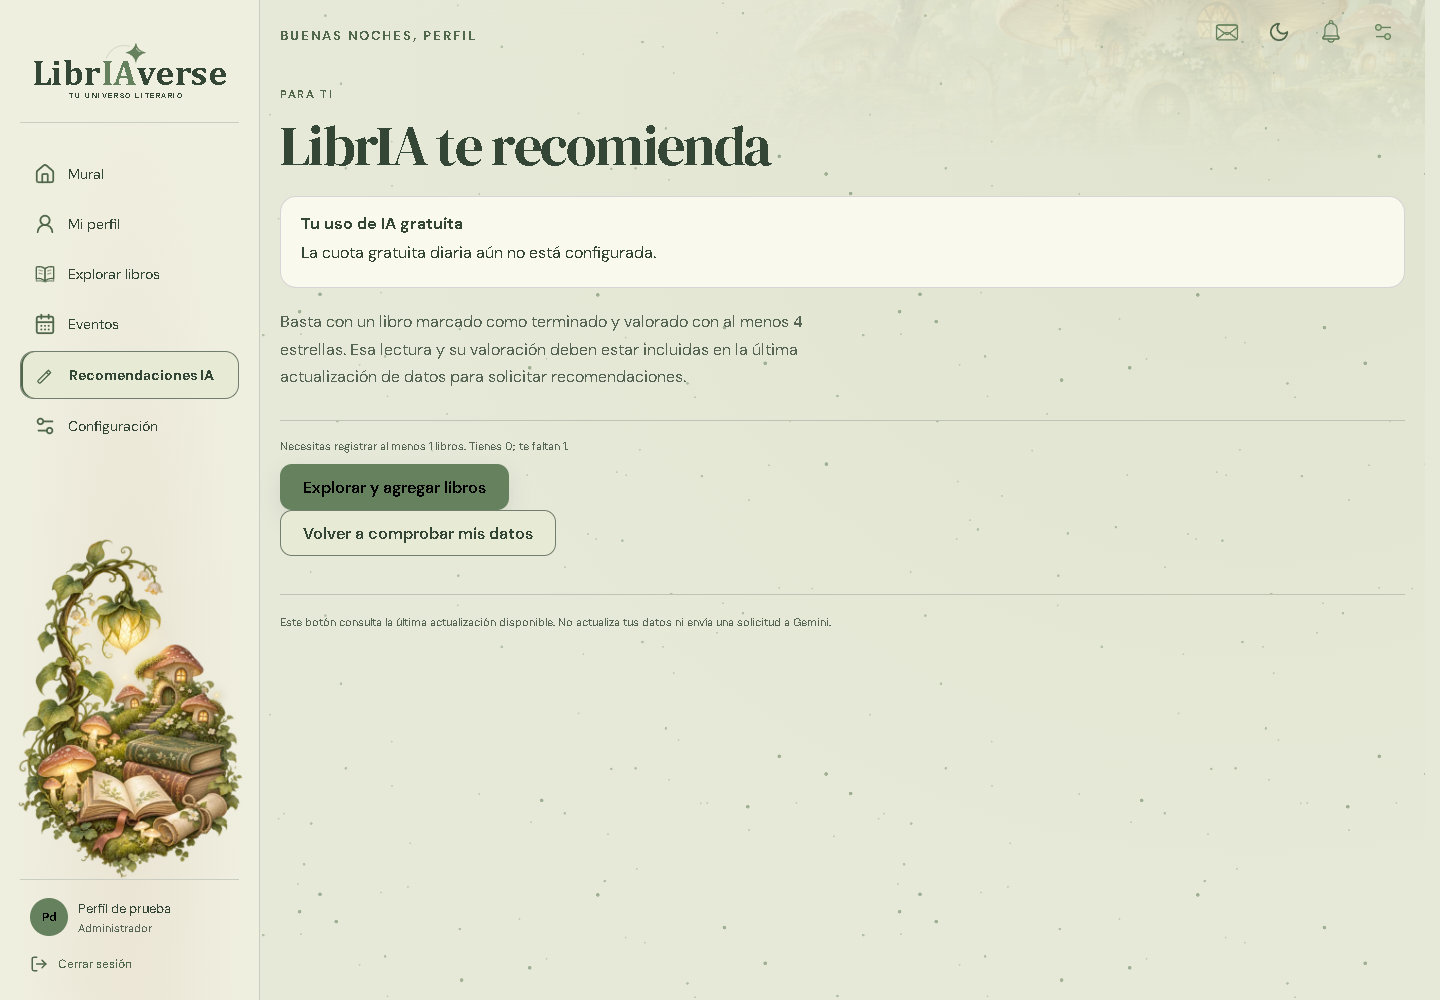 LibrIAverse
TU UNIVERSO LITERARIO
Mural
Mi perfil
Explorar libros
Eventos
Recomendaciones IA
Configuración
Pd
Perfil de prueba
Administrador
Cerrar sesión
BUENAS NOCHES, PERFIL
PARA TI
LibrIA te recomienda
Tu uso de IA gratuita
La cuota gratuita diaria aún no está configurada.
Basta con un libro marcado como terminado y valorado con al menos 4
estrellas. Esa lectura y su valoración deben estar incluidas en la última
actualización de datos para solicitar recomendaciones.
Necesitas registrar al menos 1 libros. Tienes 0; te faltan 1.
Explorar y agregar libros
Volver a comprobar mis datos
Este botón consulta la última actualización disponible. No actualiza tus datos ni envía una solicitud a Gemini.